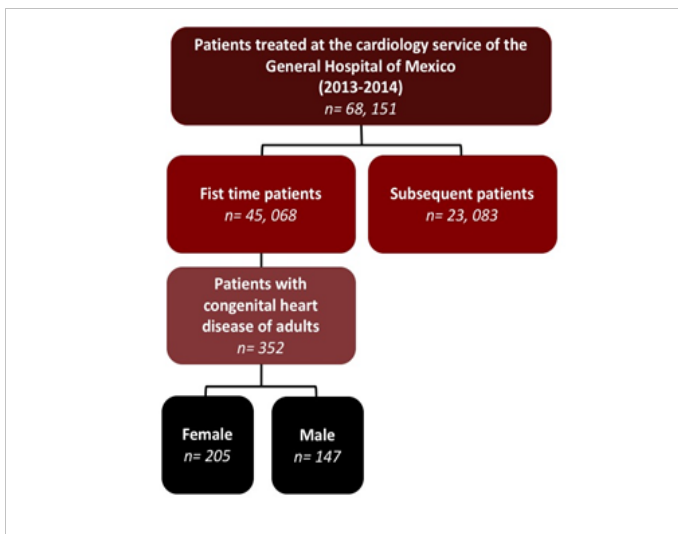 Patients treated at the cardiology service of the
General Hospital of Mexico
(2013-2014)
n= 68, 151
Fist time patients
n= 45, 068
Subsequent patients
n= 23, 083
Patients with
congenital heart
disease of adults
n= 352
Female
n= 205
Male
n= 147